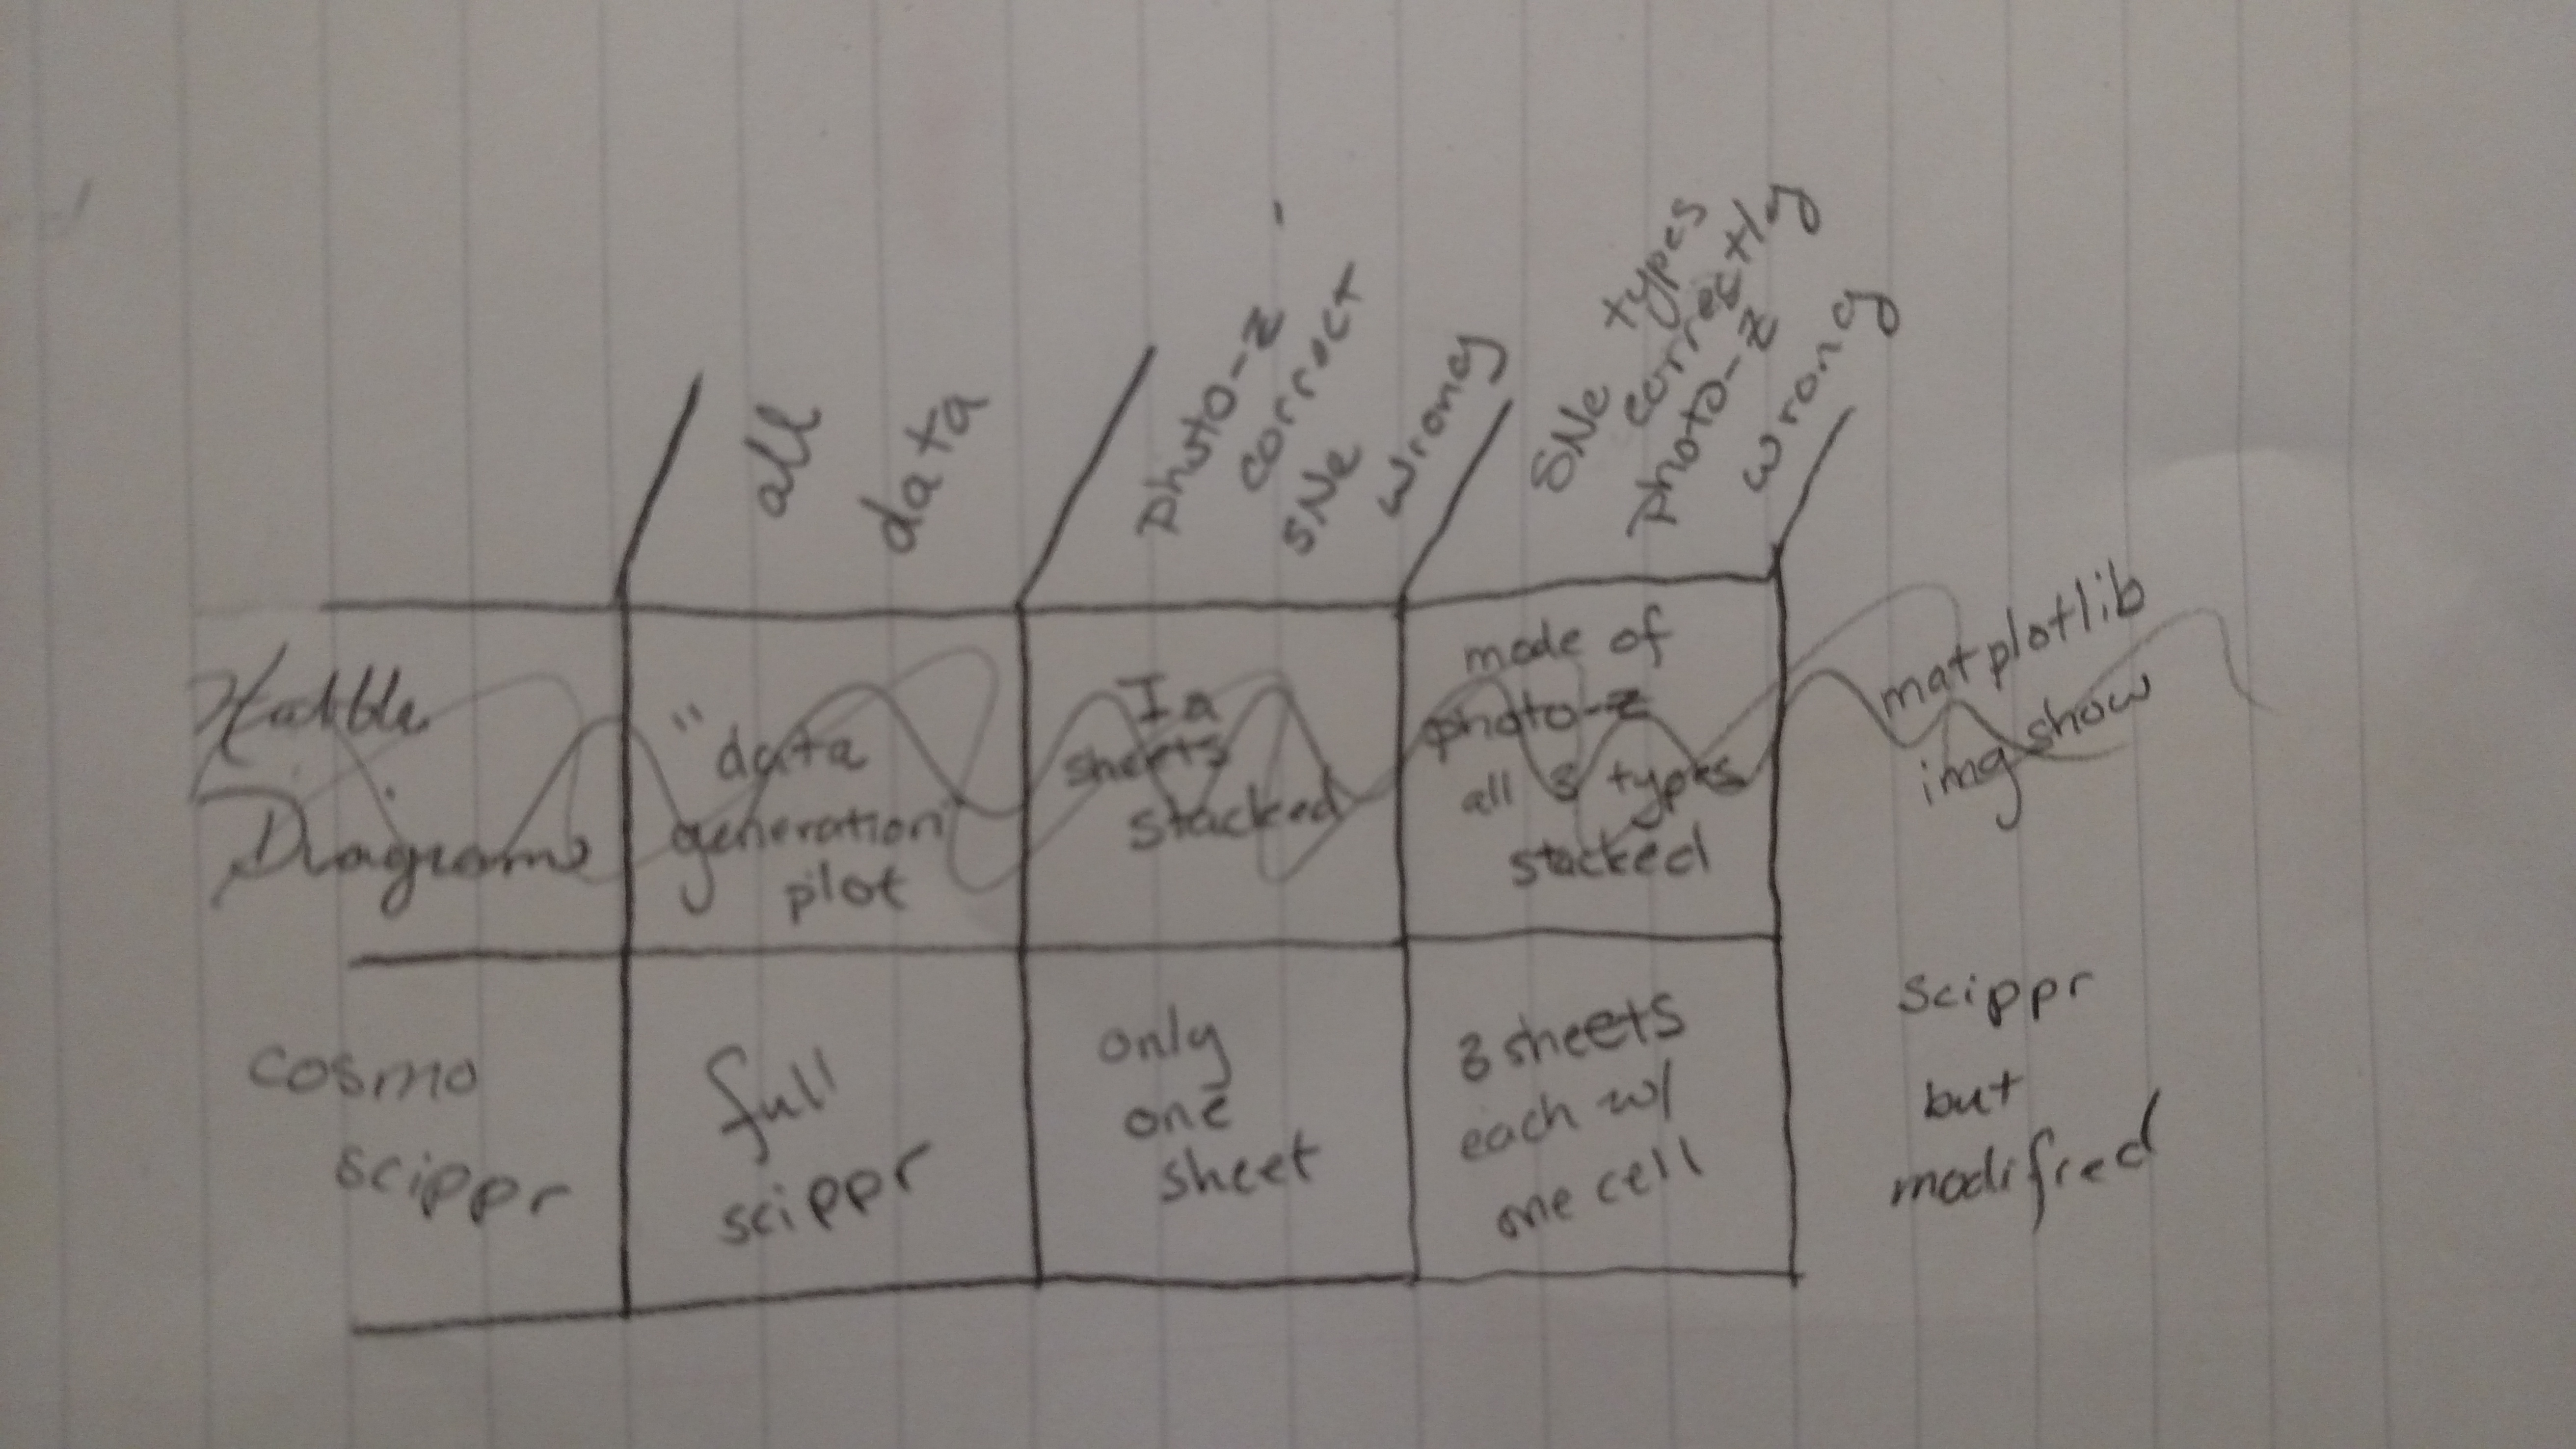 all
data
photo-z
correct
SNe
wrong
SNe types
correctly
photo-z
wrong
Hubble
Diagram
"data
generation"
plot
Ia
sheets
stacked
mode of
photo-z
all 3 types
stacked
matplotlib
imgshow
cosmo
scippr
full
scippr
only
one
sheet
3 sheets
each w/
one cell
scippr
but
modified